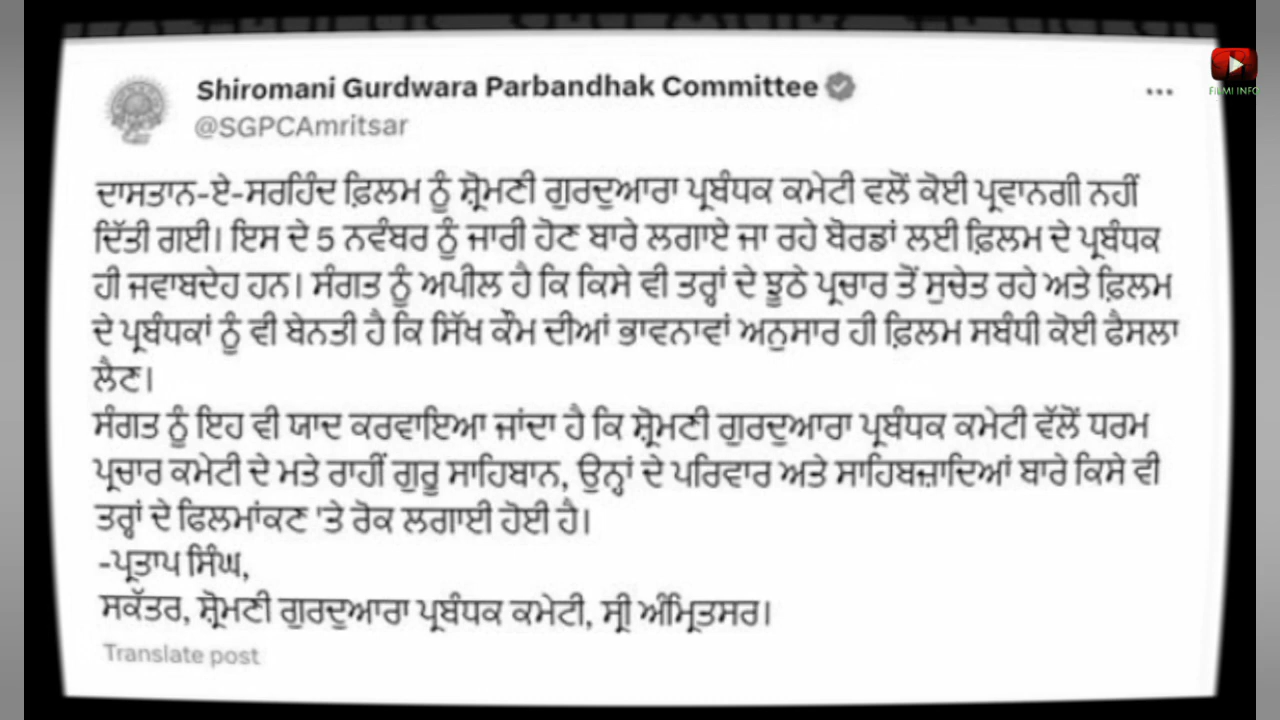 Shiromani Gurdwara Parbandhak Committee
@SGPCAmritsar
FILMI INFO
ਦਾਸਤਾਨ-ਏ-ਸਰਹਿੰਦ ਫ਼ਿਲਮ ਨੂੰ ਸ਼੍ਰੋਮਣੀ ਗੁਰਦੁਆਰਾ ਪ੍ਰਬੰਧਕ ਕਮੇਟੀ ਵਲੋਂ ਕੋਈ ਪ੍ਰਵਾਨਗੀ ਨਹੀਂ
ਦਿੱਤੀ ਗਈ। ਇਸ ਦੇ 5 ਨਵੰਬਰ ਨੂੰ ਜਾਰੀ ਹੋਣ ਬਾਰੇ ਲਗਾਏ ਜਾ ਰਹੇ ਬੋਰਡਾਂ ਲਈ ਫ਼ਿਲਮ ਦੇ ਪ੍ਰਬੰਧਕ
ਹੀ ਜਵਾਬਦੇਹ ਹਨ। ਸੰਗਤ ਨੂੰ ਅਪੀਲ ਹੈ ਕਿ ਕਿਸੇ ਵੀ ਤਰ੍ਹਾਂ ਦੇ ਝੂਠੇ ਪ੍ਰਚਾਰ ਤੋਂ ਸੁਚੇਤ ਰਹੇ ਅਤੇ ਫ਼ਿਲਮ
ਦੇ ਪ੍ਰਬੰਧਕਾਂ ਨੂੰ ਵੀ ਬੇਨਤੀ ਹੈ ਕਿ ਸਿੱਖ ਕੌਮ ਦੀਆਂ ਭਾਵਨਾਵਾਂ ਅਨੁਸਾਰ ਹੀ ਫ਼ਿਲਮ ਸਬੰਧੀ ਕੋਈ ਫੈਸਲਾ
ਲੈਣ।
ਸੰਗਤ ਨੂੰ ਇਹ ਵੀ ਯਾਦ ਕਰਵਾਇਆ ਜਾਂਦਾ ਹੈ ਕਿ ਸ਼੍ਰੋਮਣੀ ਗੁਰਦੁਆਰਾ ਪ੍ਰਬੰਧਕ ਕਮੇਟੀ ਵੱਲੋਂ ਧਰਮ
ਪ੍ਰਚਾਰ ਕਮੇਟੀ ਦੇ ਮਤੇ ਰਾਹੀਂ ਗੁਰੂ ਸਾਹਿਬਾਨ, ਉਨ੍ਹਾਂ ਦੇ ਪਰਿਵਾਰ ਅਤੇ ਸਾਹਿਬਜ਼ਾਦਿਆਂ ਬਾਰੇ ਕਿਸੇ ਵੀ
ਤਰ੍ਹਾਂ ਦੇ ਫਿਲਮਾਂਕਣ 'ਤੇ ਰੋਕ ਲਗਾਈ ਹੋਈ ਹੈ।
-ਪ੍ਰਤਾਪ ਸਿੰਘ,
ਸਕੱਤਰ, ਸ਼੍ਰੋਮਣੀ ਗੁਰਦੁਆਰਾ ਪ੍ਰਬੰਧਕ ਕਮੇਟੀ, ਸ੍ਰੀ ਅੰਮ੍ਰਿਤਸਰ।
Translate post